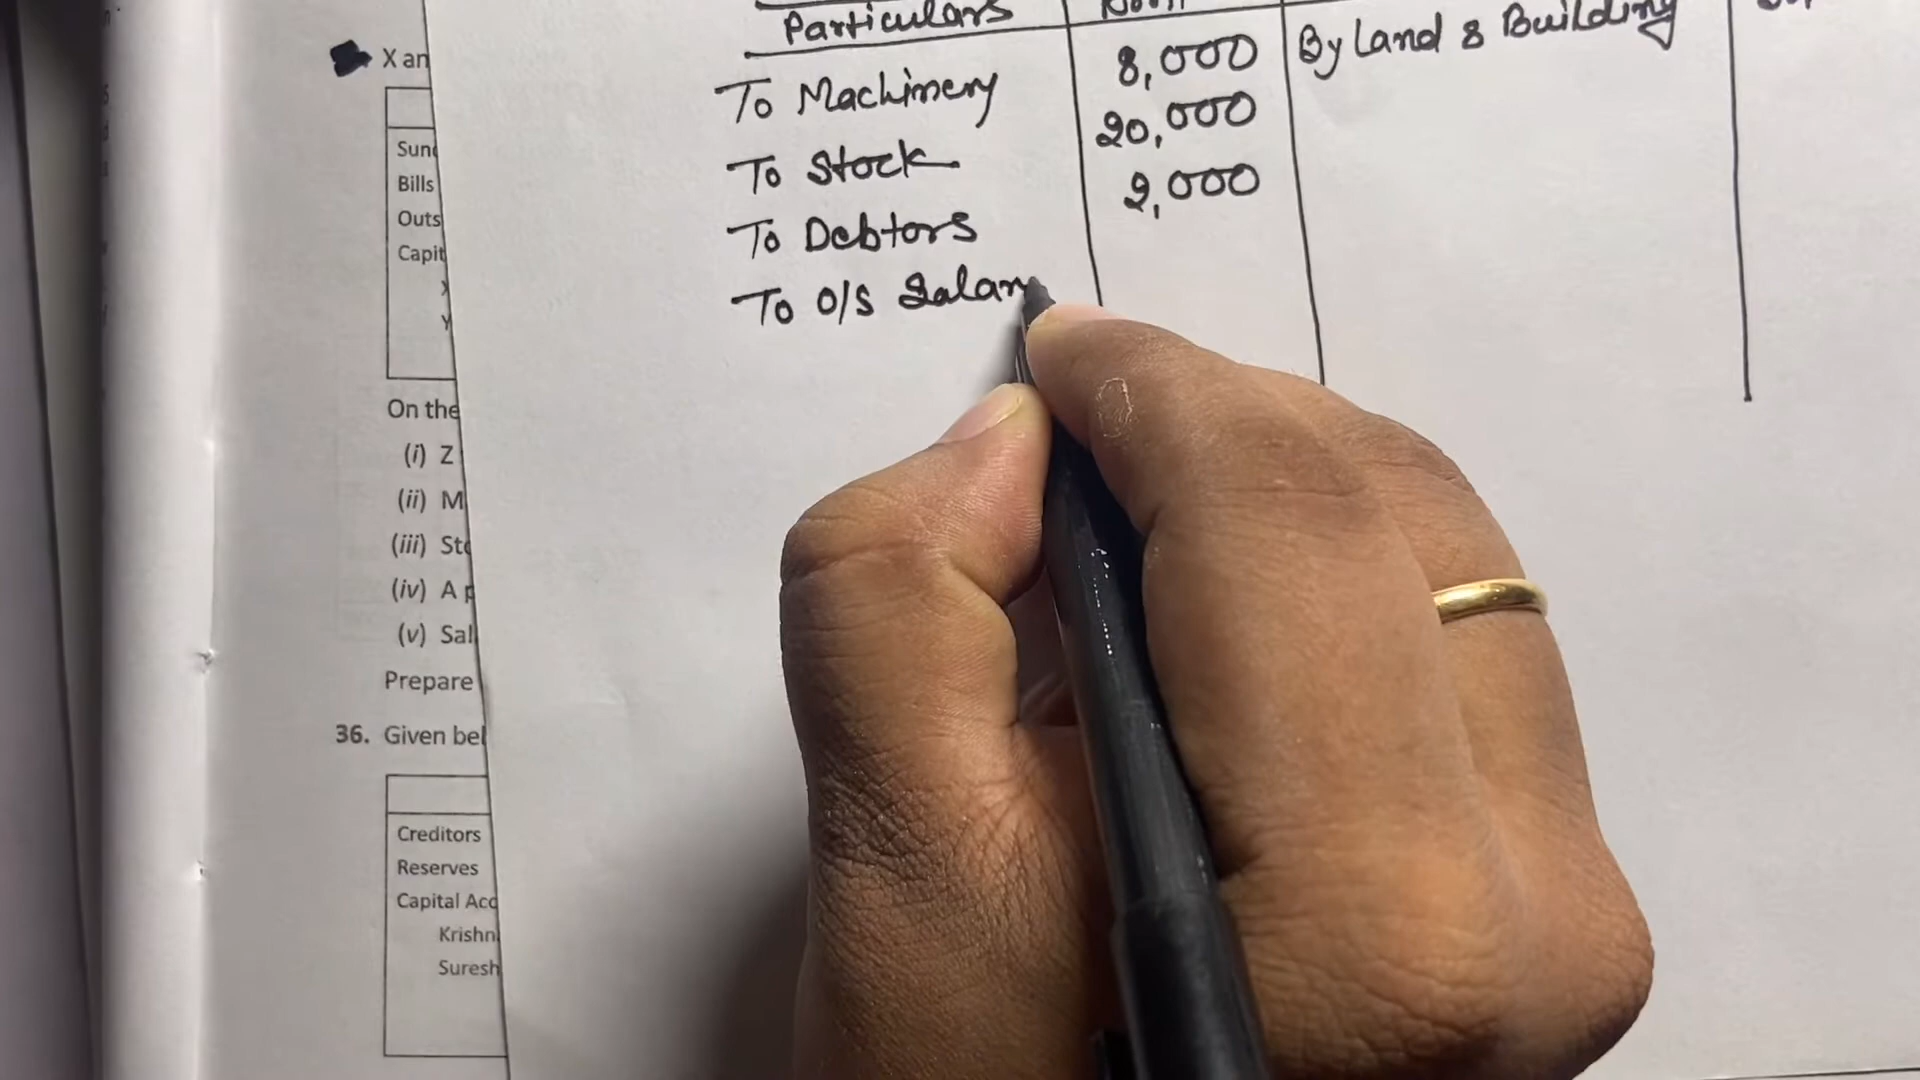 Particulars
To Machinery 8,000 By Land & Building
To Stock 20,000
To Debtors 2,000
To O/S Salar
X an
Sund
Bills
Outs
Capit
X
Y
On the
(i) Z
(ii) M
(iii) Sto
(iv) A p
(v) Sal
Prepare
36. Given bel
Creditors
Reserves
Capital Acc
Krishn
Suresh